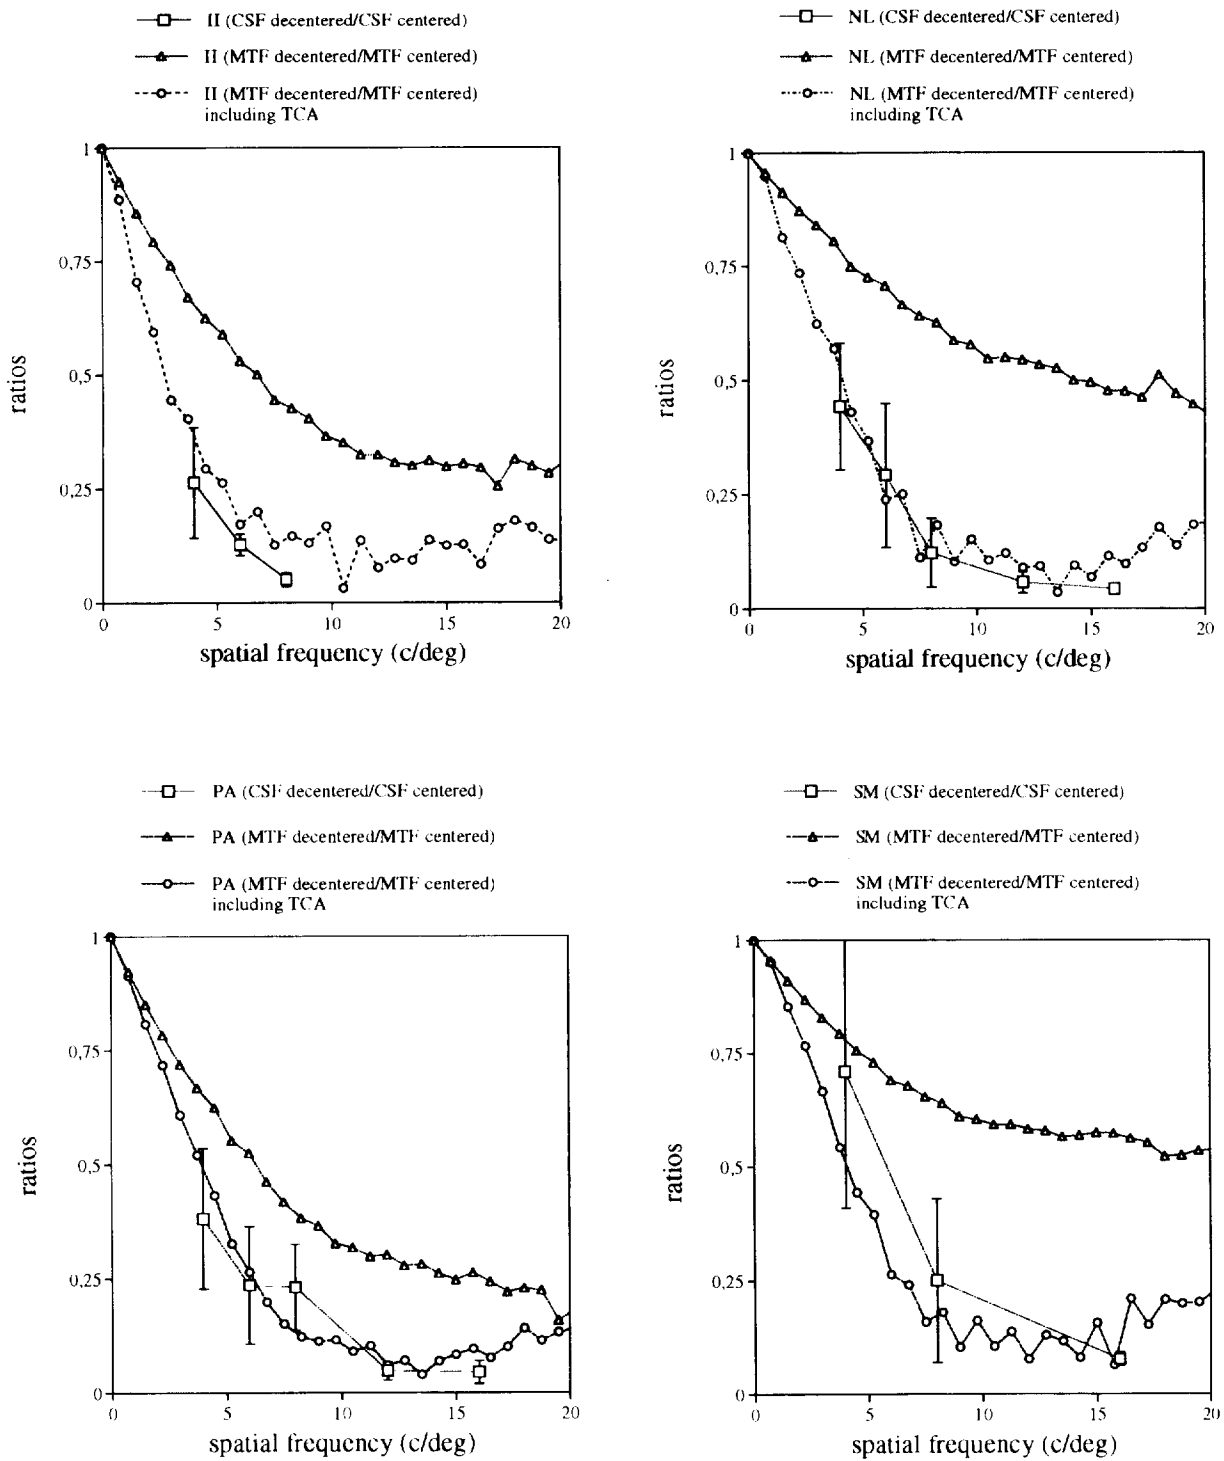 II (CSF decentered/CSF centered)
II (MTF decentered/MTF centered)
II (MTF decentered/MTF centered)
including TCA
1
0,75
0,5
0,25
0
0 5 10 15 20
ratios
spatial frequency (c/deg)
NL (CSF decentered/CSF centered)
NL (MTF decentered/MTF centered)
NL (MTF decentered/MTF centered)
including TCA
1
0,75
0,5
0,25
0
0 5 10 15 20
ratios
spatial frequency (c/deg)
PA (CSF decentered/CSF centered)
PA (MTF decentered/MTF centered)
PA (MTF decentered/MTF centered)
including TCA
1
0,75
0,5
0,25
0
0 5 10 15 20
ratios
spatial frequency (c/deg)
SM (CSF decentered/CSF centered)
SM (MTF decentered/MTF centered)
SM (MTF decentered/MTF centered)
including TCA
1
0,75
0,5
0,25
0
0 5 10 15 20
ratios
spatial frequency (c/deg)